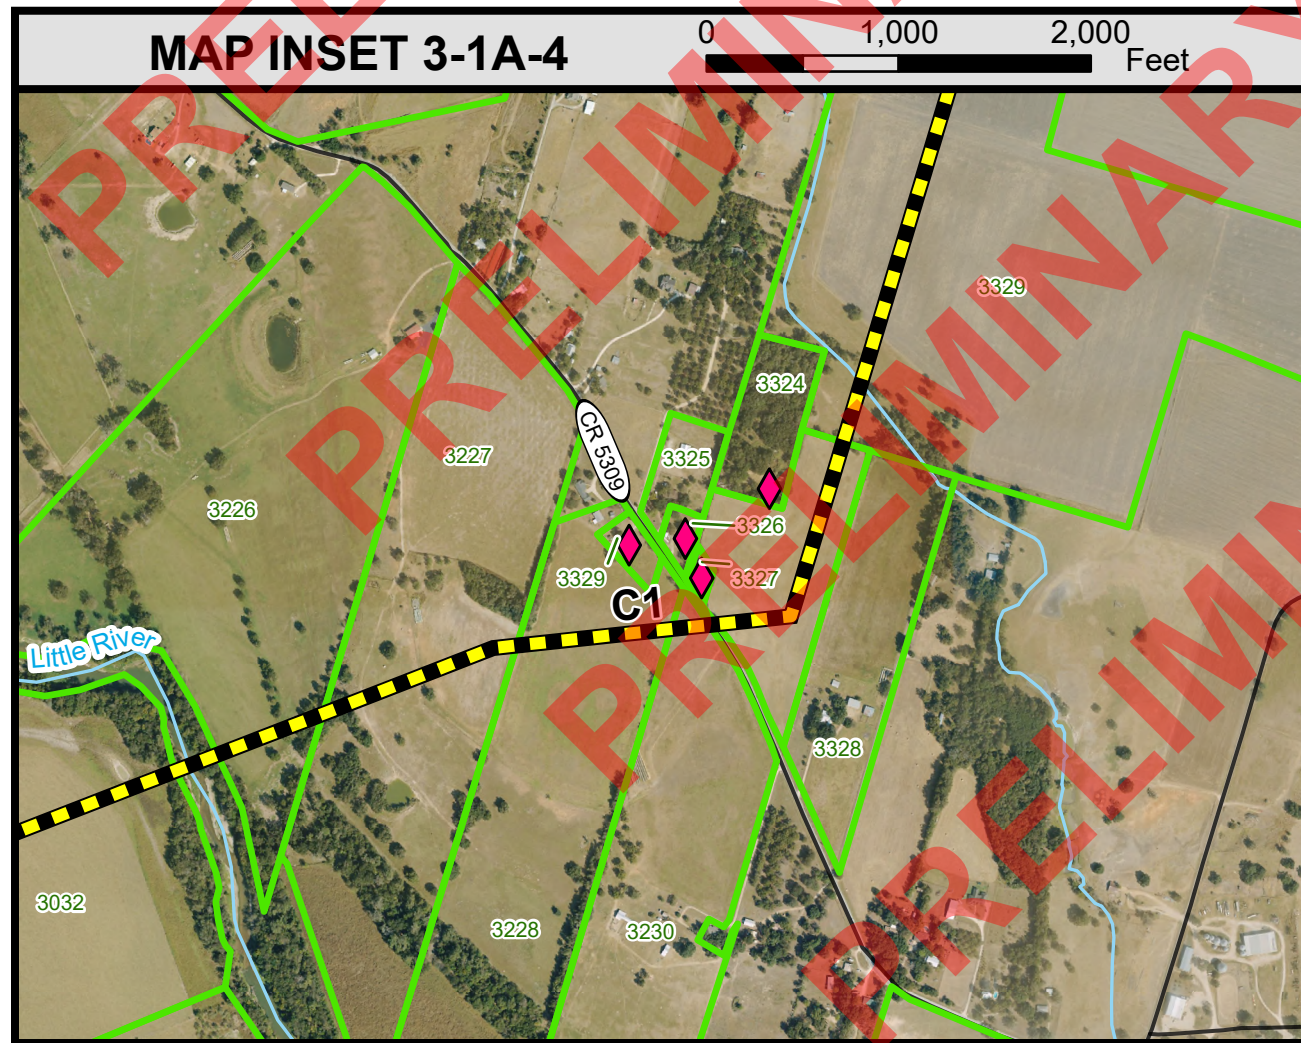 MAP INSET 3-1A-4
0 1,000 2,000
Feet
PRELIMINARY
PRELIMINARY
PRELIMINARY
PRELIMINARY
3329
3324
CR 5309
3325
3227
3226
3326
3329
3327
C1
Little River
3328
3032
3228
3230